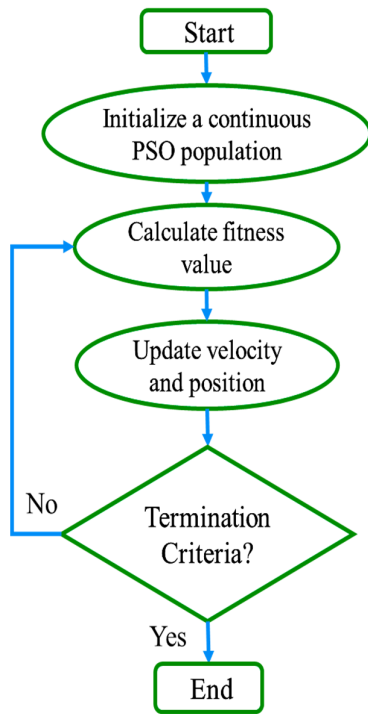 Start
Initialize a continuous
PSO population
Calculate fitness
value
Update velocity
and position
No
Termination
Criteria?
Yes
End